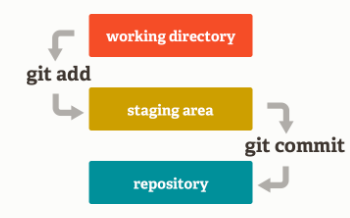 working directory
git add
staging area
git commit
repository